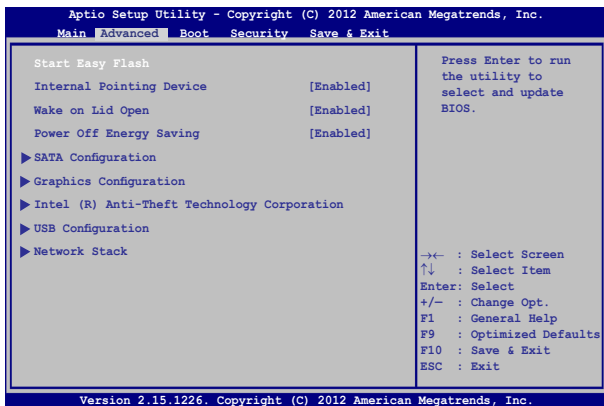 Aptio Setup Utility - Copyright (C) 2012 American Megatrends, Inc.
Main Advanced Boot Security Save & Exit
Start Easy Flash
Internal Pointing Device [Enabled]
Wake on Lid Open [Enabled]
Power Off Energy Saving [Enabled]
SATA Configuration
Graphics Configuration
Intel (R) Anti-Theft Technology Corporation
USB Configuration
Network Stack
Press Enter to run
the utility to
select and update
BIOS.
→← : Select Screen
↑↓ : Select Item
Enter: Select
+/— : Change Opt.
F1 : General Help
F9 : Optimized Defaults
F10 : Save & Exit
ESC : Exit
Version 2.15.1226. Copyright (C) 2012 American Megatrends, Inc.